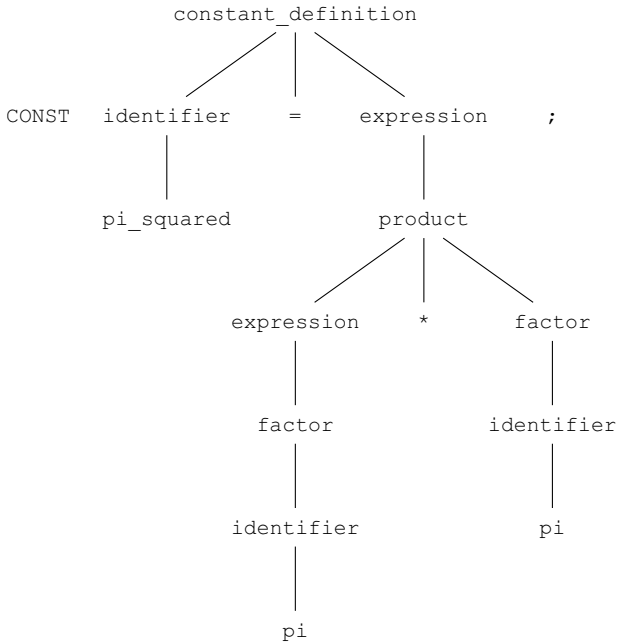 constant_definition
CONST identifier = expression ;
pi_squared product
expression * factor
factor identifier
identifier pi
pi